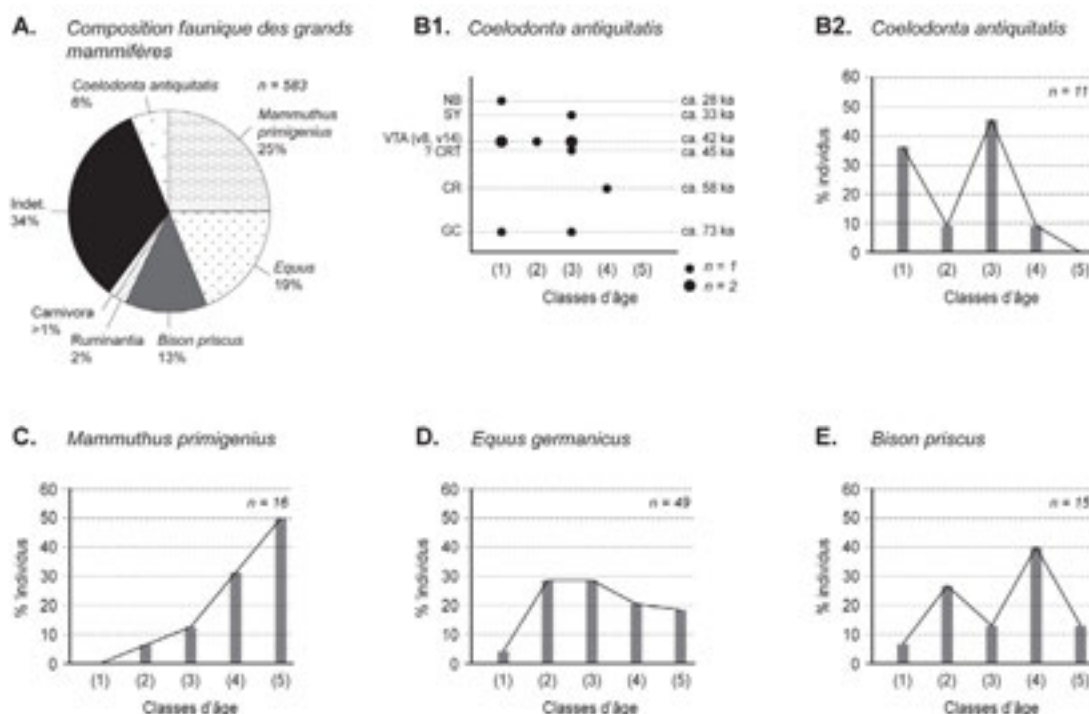 A. Composition faunique des grands
mammifères
n = 583
Coelodonta antiquitatis
6%
Mammuthus
primigenius
25%
Indet.
34%
Equus
19%
Carnivora
>1%
Ruminantia
2%
Bison priscus
13%
B1. Coelodonta antiquitatis
NB
ca. 28 ka
SY
ca. 33 ka
VTA (v8, v14)
ca. 42 ka
? CRT
ca. 45 ka
CR
ca. 58 ka
GC
ca. 73 ka
(1) (2) (3) (4) (5)
Classes d'âge
n = 1
n = 2
B2. Coelodonta antiquitatis
n = 11
% individus
60
50
40
30
20
10
0
(1) (2) (3) (4) (5)
Classes d'âge
C. Mammuthus primigenius
n = 16
% individus
60
50
40
30
20
10
0
(1) (2) (3) (4) (5)
Classes d'âge
D. Equus germanicus
n = 49
% individus
60
50
40
30
20
10
0
(1) (2) (3) (4) (5)
Classes d'âge
E. Bison priscus
n = 15
% individus
60
50
40
30
20
10
0
(1) (2) (3) (4) (5)
Classes d'âge